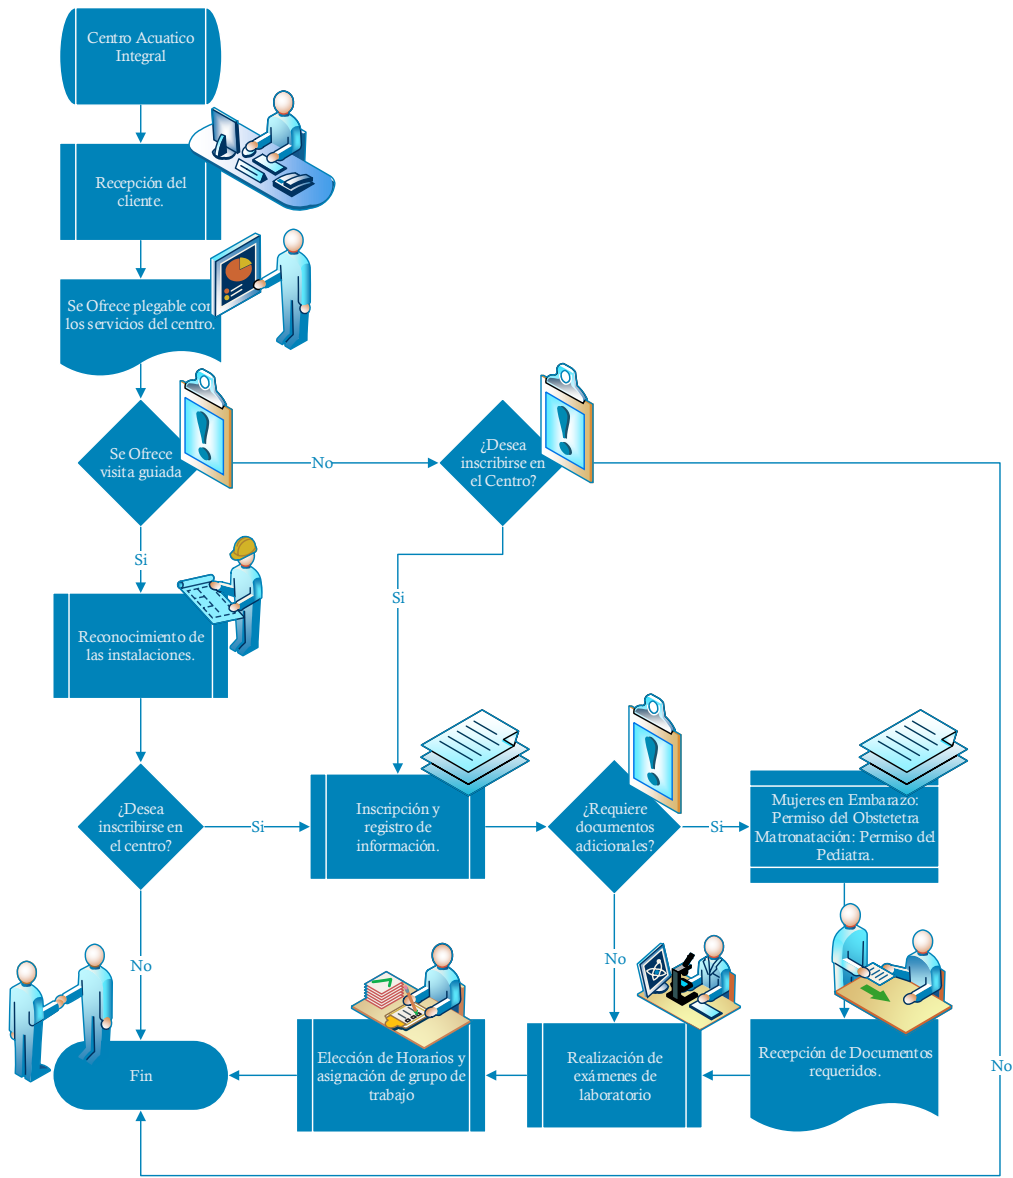 Centro Acuatico
Integral
Recepción del
cliente.
Se Ofrece plegable con
los servicios del centro.
Se Ofrece
visita guiada
No
¿Desea
inscribirse en
el Centro?
Si
Si
Reconocimiento de
las instalaciones.
¿Desea
inscribirse en
el centro?
Si
Inscripción y
registro de
información.
¿Requiere
documentos
adicionales?
Si
Mujeres en Embarazo:
Permiso del Obstetetra
Matronatación: Permiso del
Pediatra.
No
No
Fin
Elección de Horarios y
asignación de grupo de
trabajo
Realización de
exámenes de
laboratorio
Recepción de Documentos
requeridos.
No